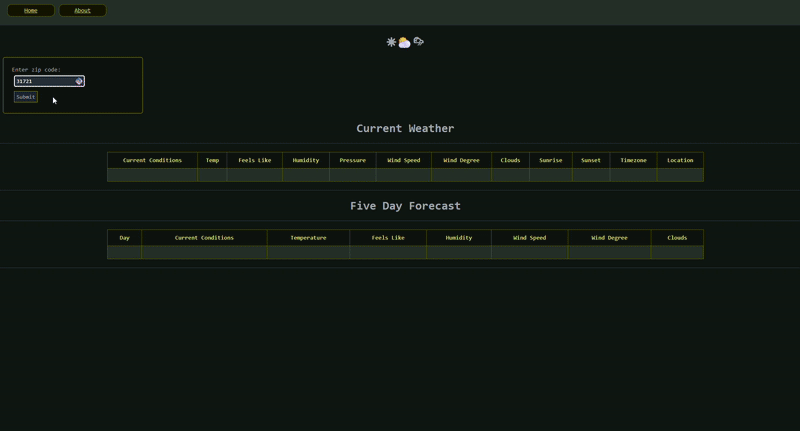 Home About
Enter zip code:
31721
Submit
Current Weather
Current Conditions Temp Feels Like Humidity Pressure Wind Speed Wind Degree Clouds Sunrise Sunset Timezone Location
Five Day Forecast
Day Current Conditions Temperature Feels Like Humidity Wind Speed Wind Degree Clouds